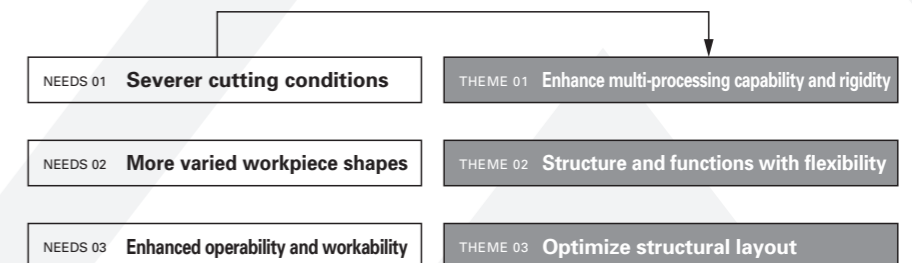 NEEDS 01 Severer cutting conditions
THEME 01 Enhance multi-processing capability and rigidity
NEEDS 02 More varied workpiece shapes
THEME 02 Structure and functions with flexibility
NEEDS 03 Enhanced operability and workability
THEME 03 Optimize structural layout